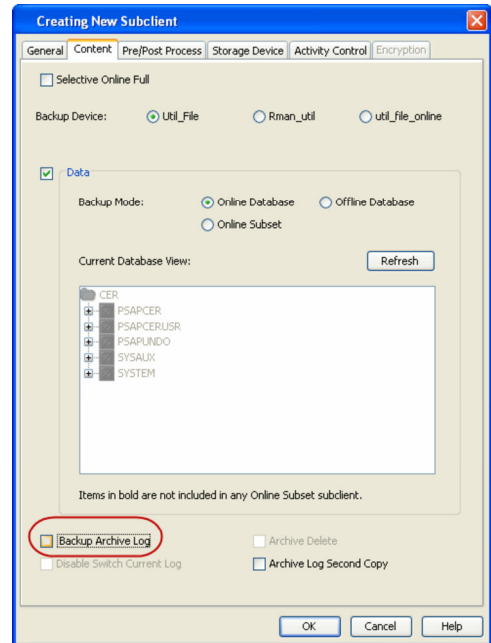 Creating New Subclient
General Content Pre/Post Process Storage Device Activity Control Encryption
Selective Online Full
Backup Device: Util_File Rman_util util_file_online
Data
Backup Mode: Online Database Offline Database
Online Subset
Current Database View: Refresh
CER
PSAPCER
PSAPCERUSR
PSAPUNDO
SYSAUX
SYSTEM
Items in bold are not included in any Online Subset subclient.
Backup Archive Log Archive Delete
Disable Switch Current Log Archive Log Second Copy
OK Cancel Help